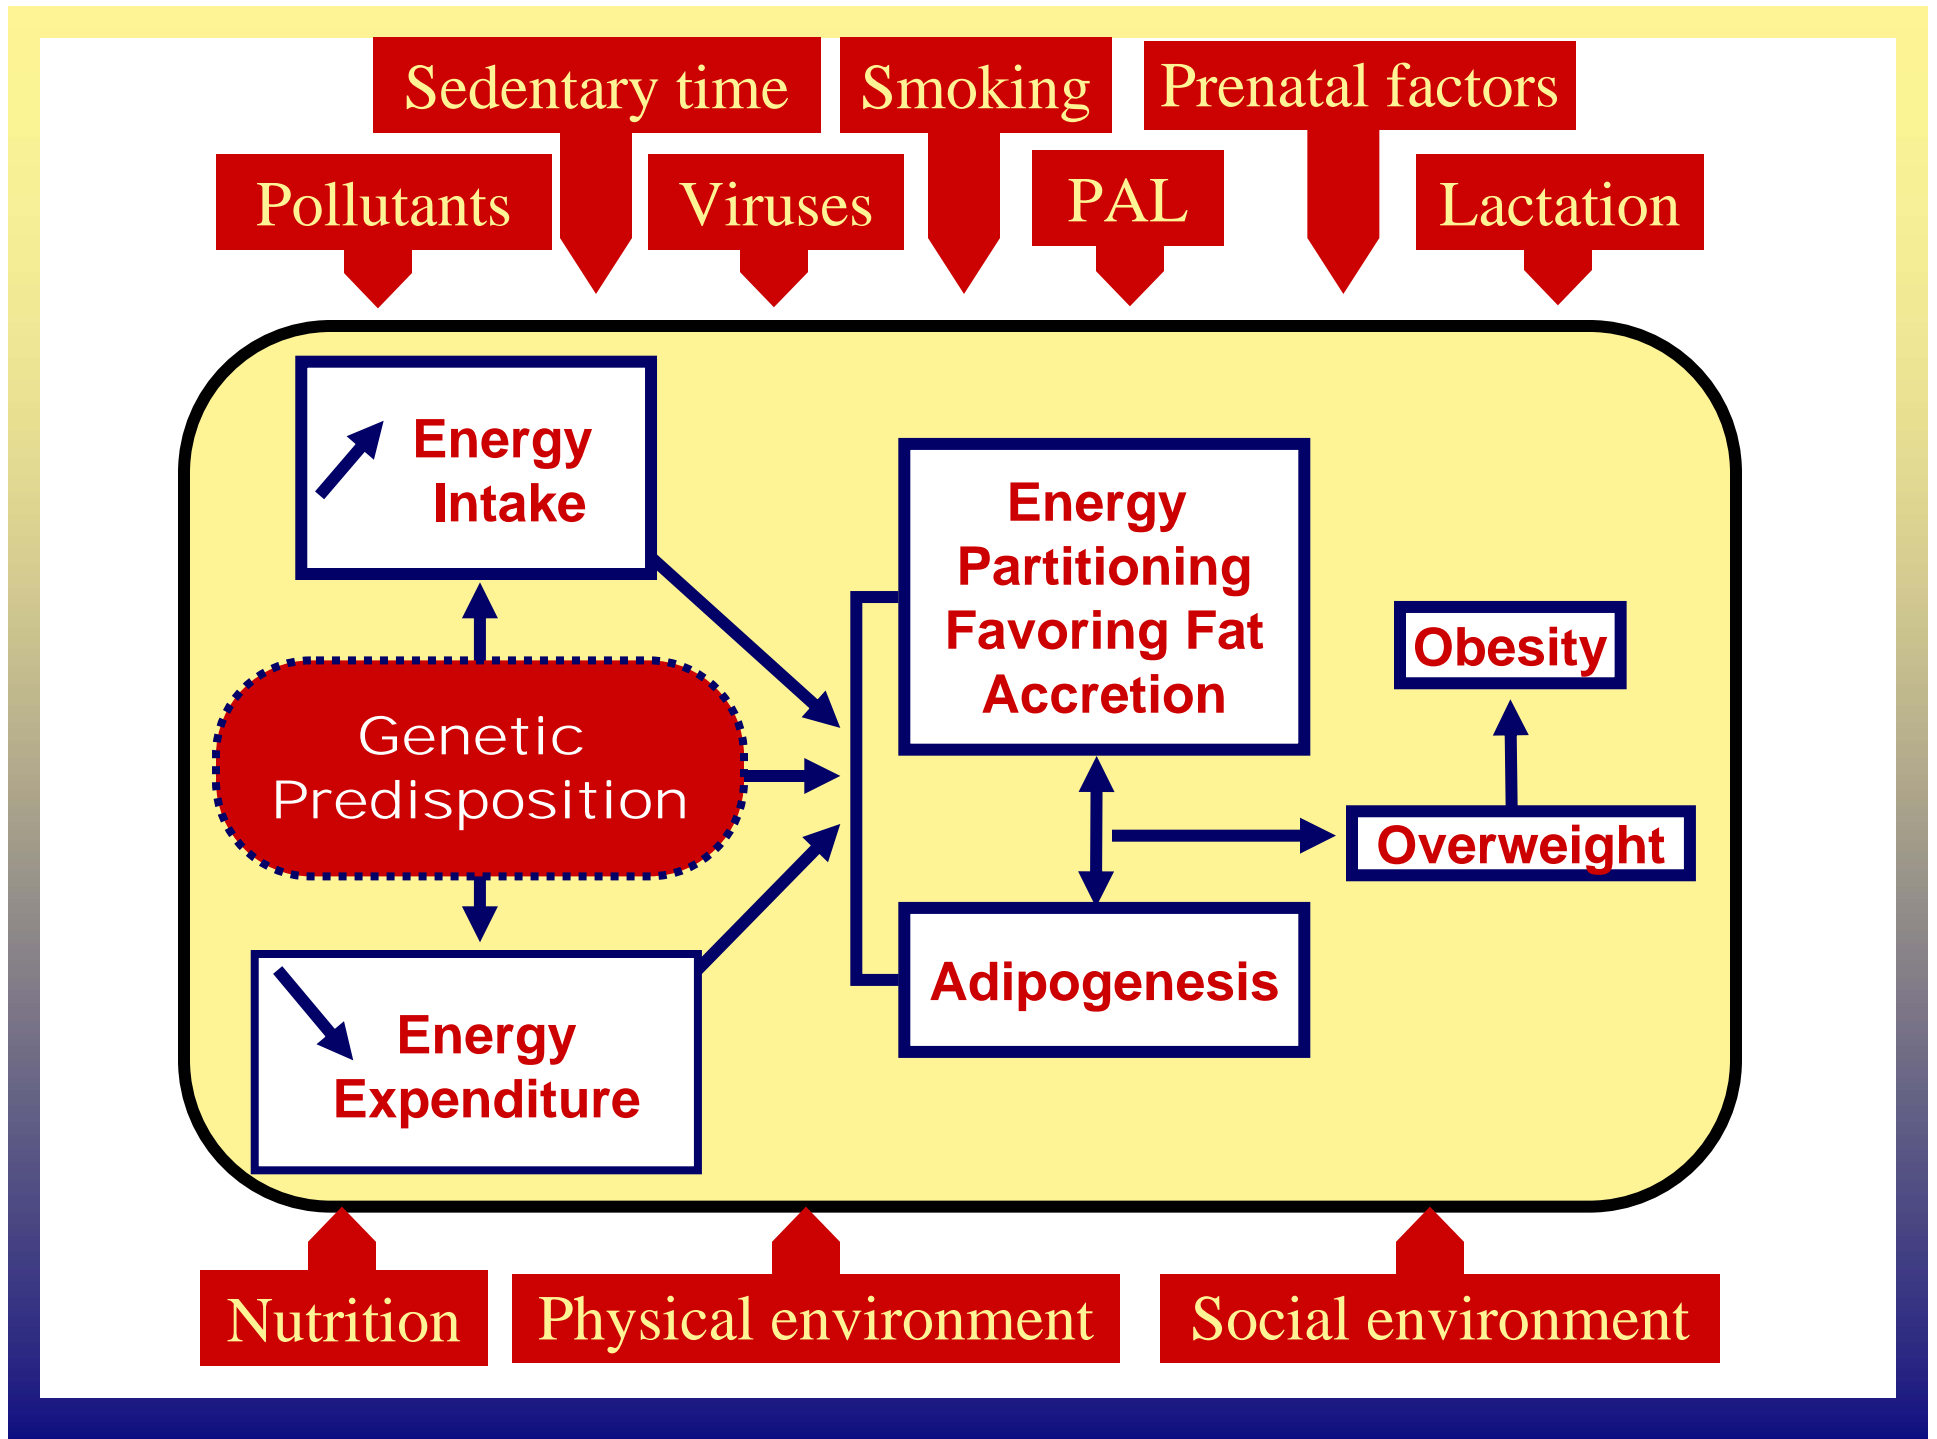 Sedentary time
Smoking
Prenatal factors
Pollutants
Viruses
PAL
Lactation
Energy
Intake
Energy
Partitioning
Favoring Fat
Accretion
Obesity
Genetic
Predisposition
Overweight
Adipogenesis
Energy
Expenditure
Nutrition
Physical environment
Social environment